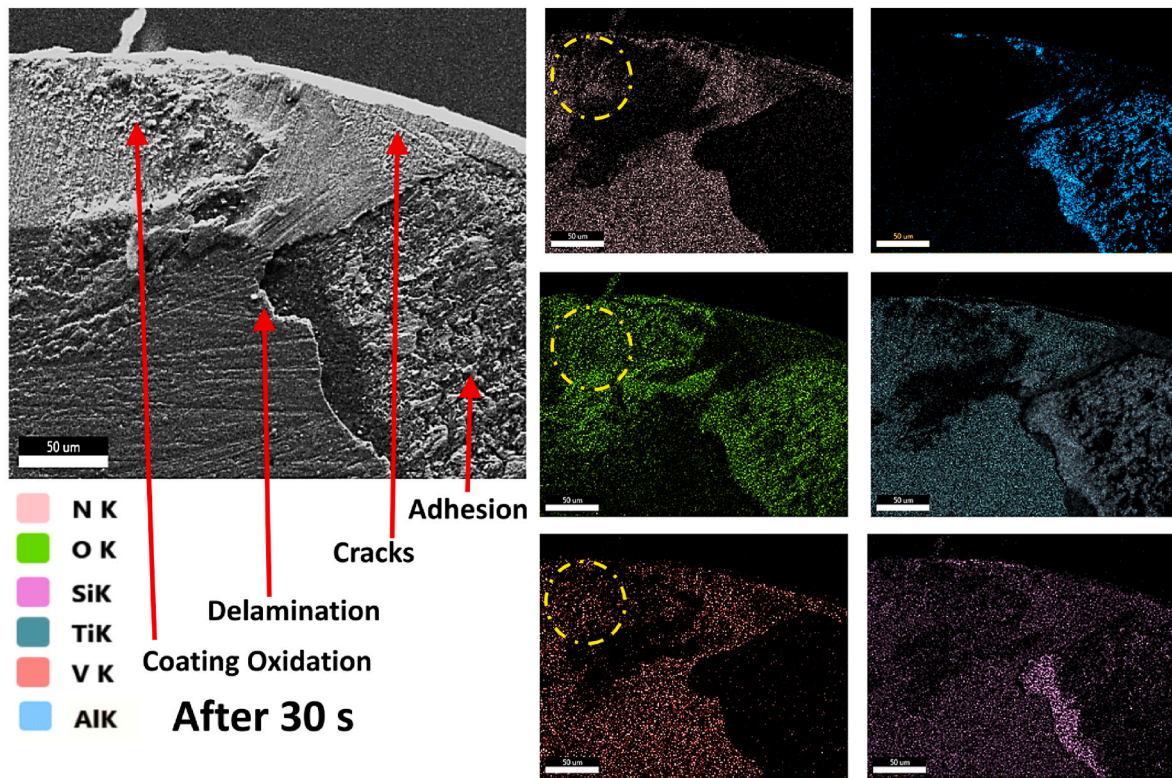 50 um
Adhesion
Cracks
Delamination
Coating Oxidation
After 30 s
N K
O K
SiK
TiK
V K
AlK
50 um
50 um
50 um
50 um
50 um
50 um